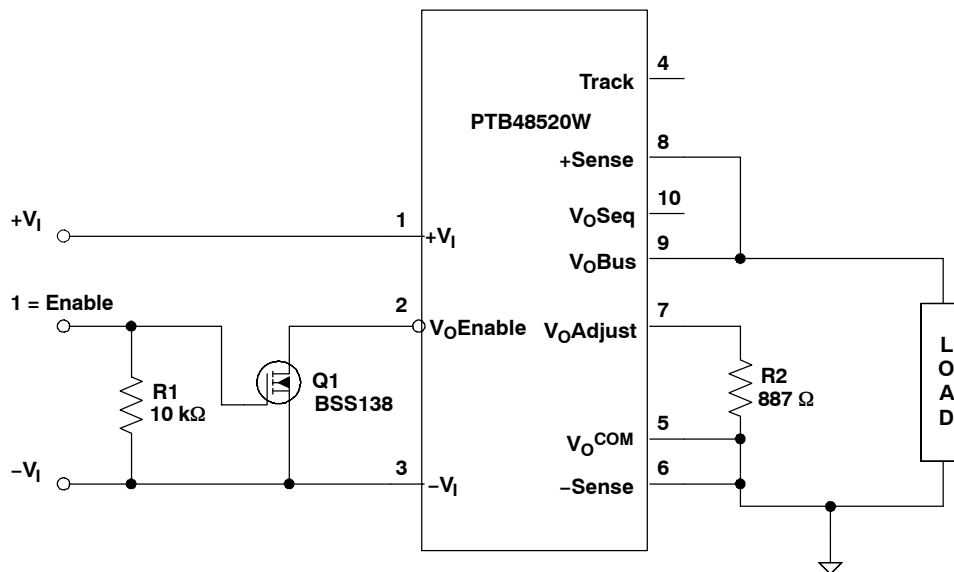 4
Track
PTB48520W
8
+Sense
+VI
1
10
VOSeq
+VI
9
VOBus
1 = Enable
2
7
VOEnable
VOAdjust
L
O
A
D
Q1
BSS138
R1
10 kΩ
R2
887 Ω
5
VOCOM
−VI
3
6
−VI
−Sense